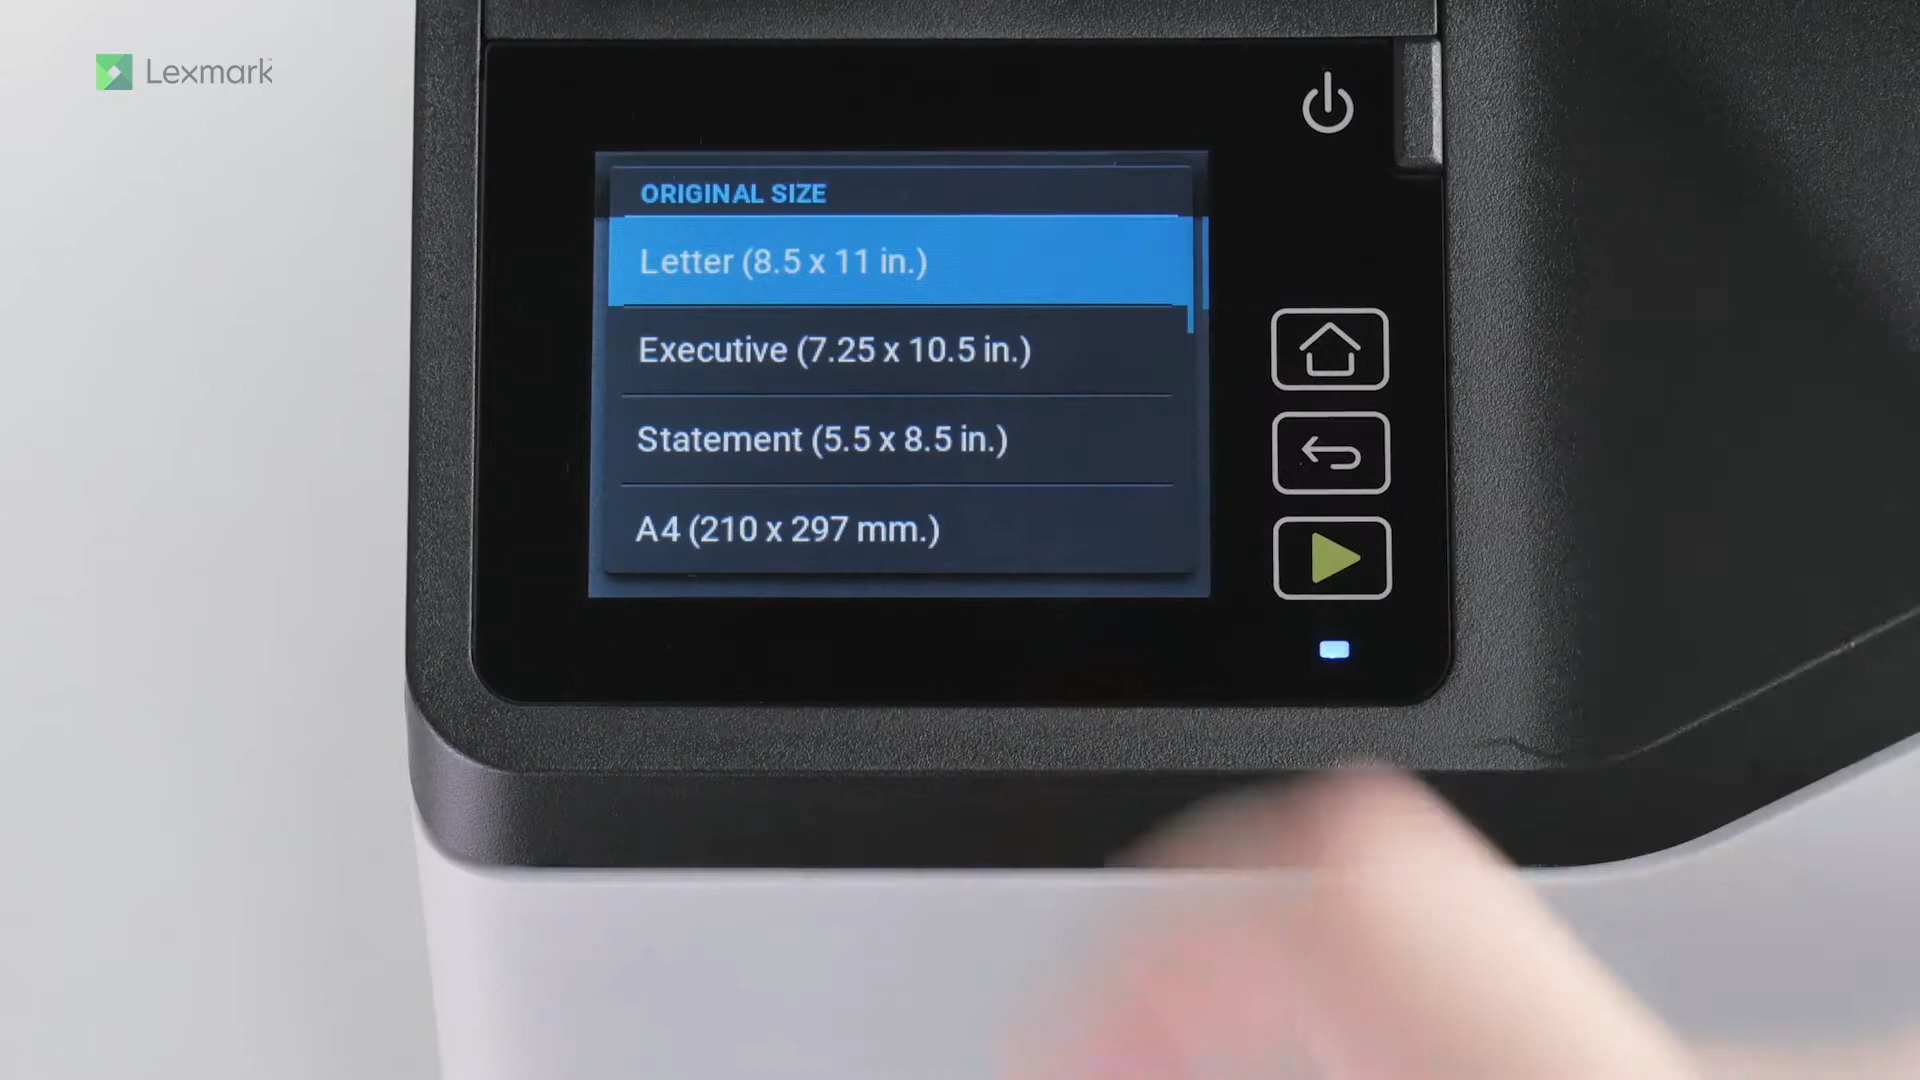 Lexmark
ORIGINAL SIZE
Letter (8.5 x 11 in.)
Executive (7.25 x 10.5 in.)
Statement (5.5 x 8.5 in.)
A4 (210 x 297 mm.)